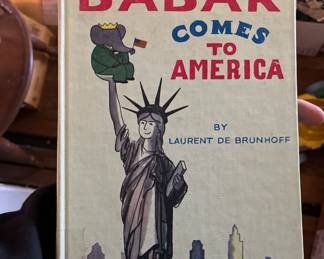 BABAR
COMES
TO
AMERICA
BY
LAURENT DE BRUNHOFF